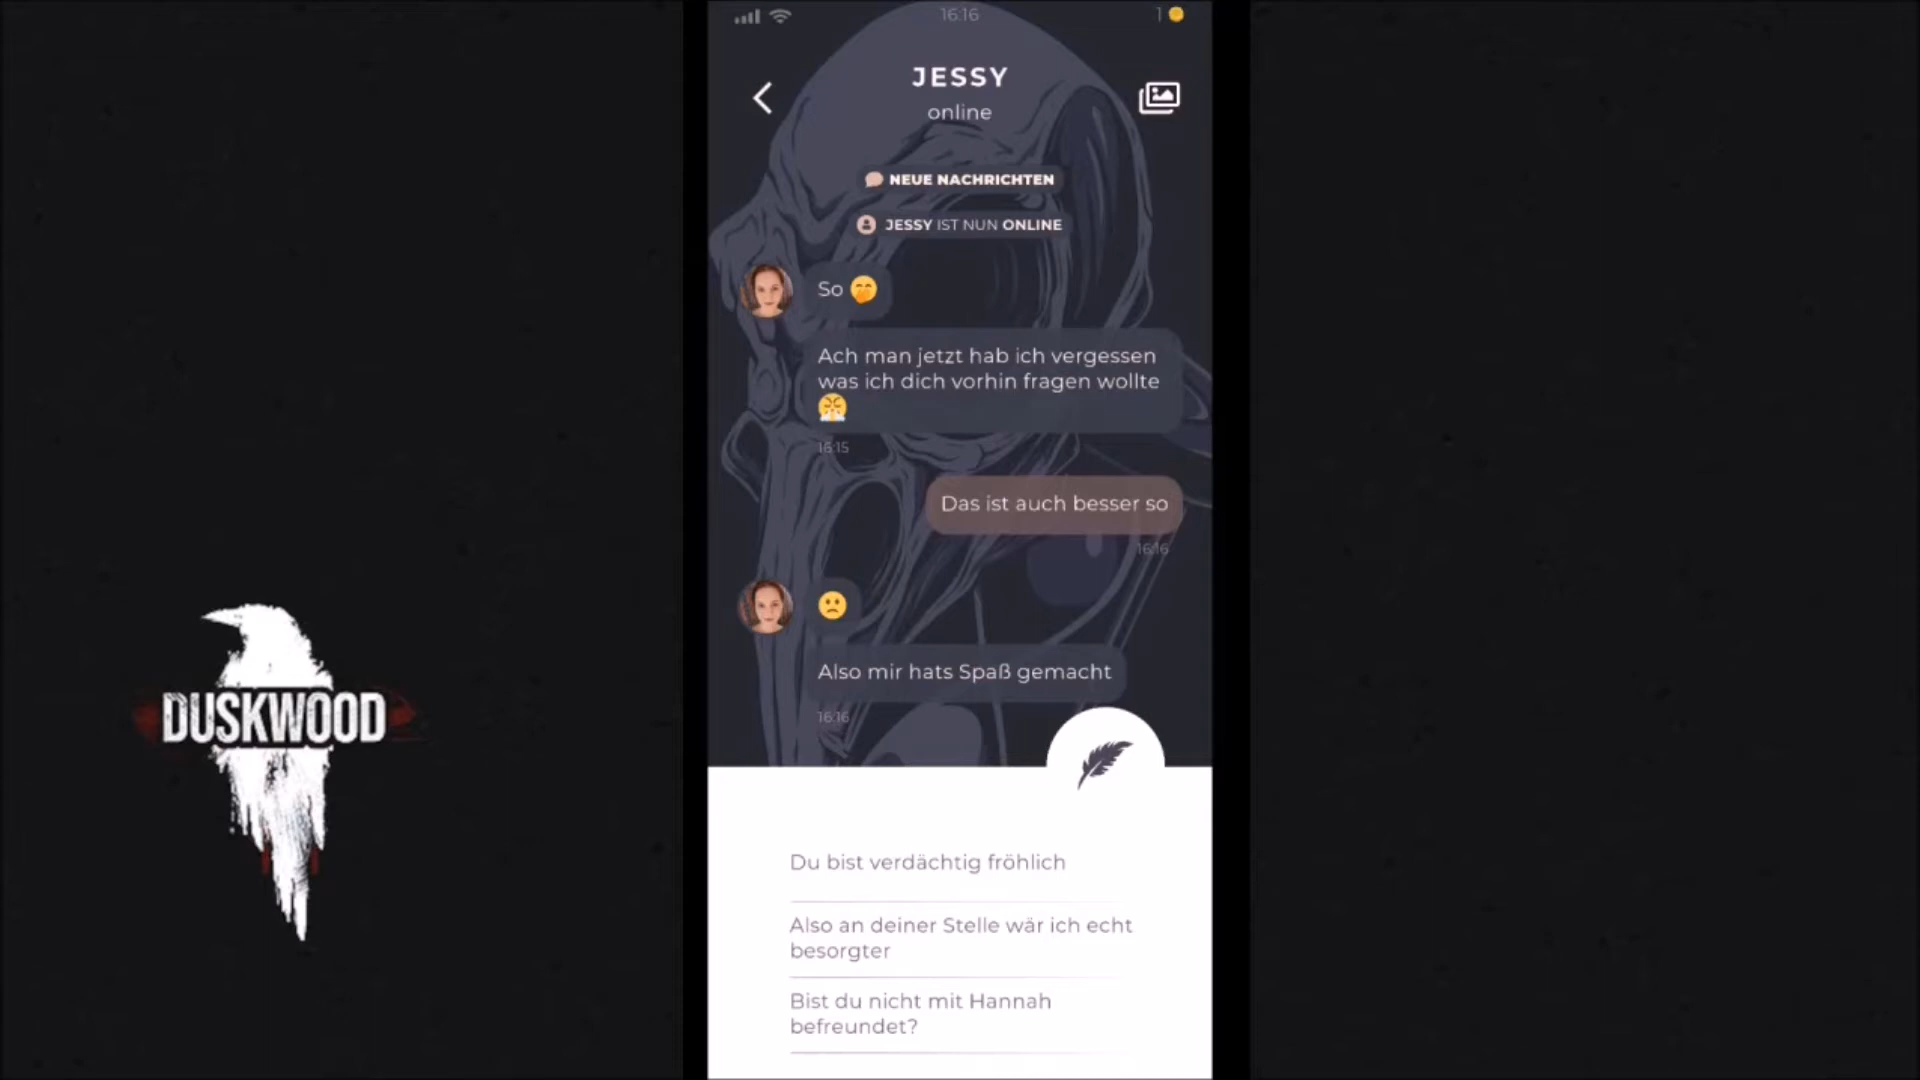 16:16
1
JESSY
online
NEUE NACHRICHTEN
JESSY IST NUN ONLINE
So 🤭
Ach man jetzt hab ich vergessen
was ich dich vorhin fragen wollte
😤
16:15
Das ist auch besser so
16:16
🙁
Also mir hats Spaß gemacht
16:16
DUSKWOOD
Du bist verdächtig fröhlich
Also an deiner Stelle wär ich echt
besorgter
Bist du nicht mit Hannah
befreundet?